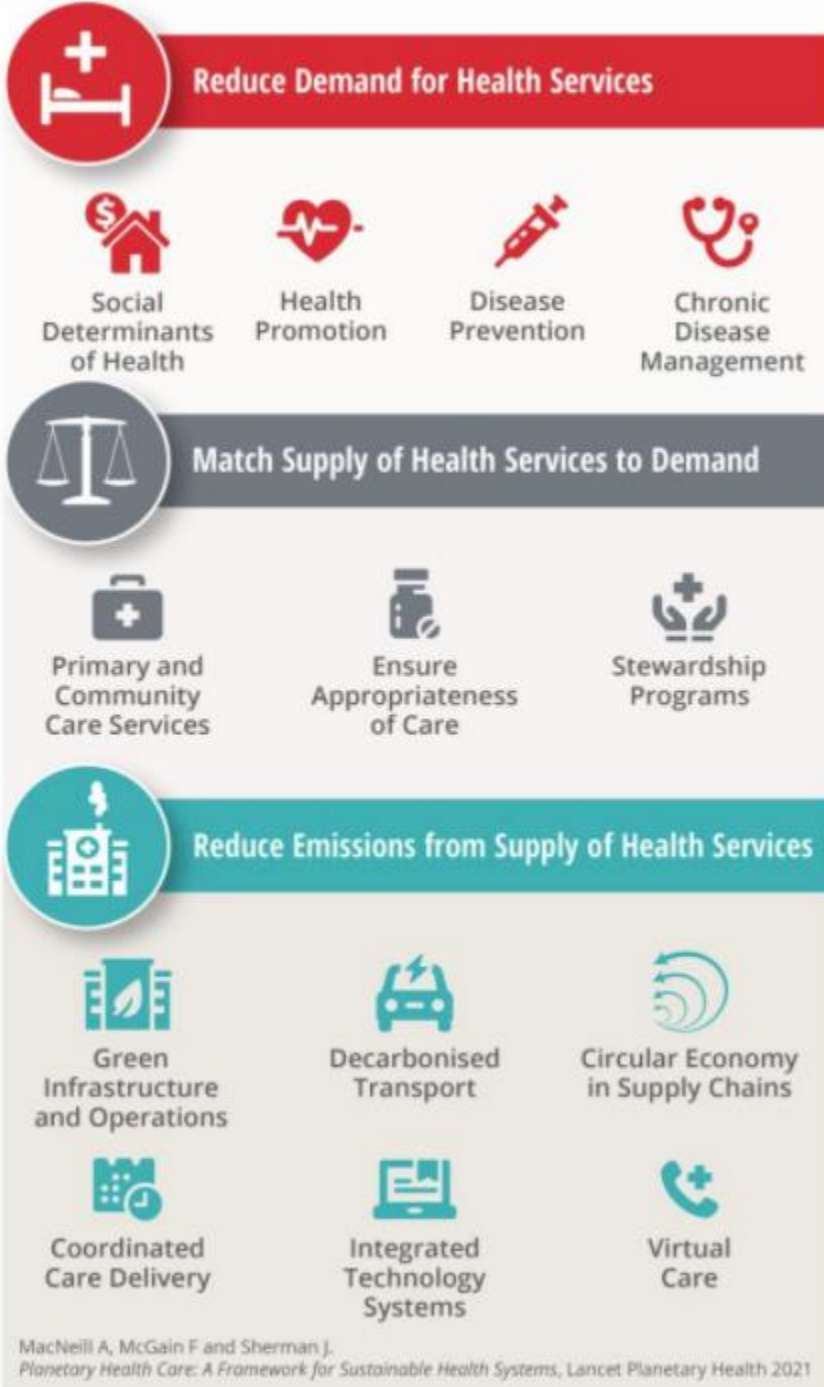 Reduce Demand for Health Services
Social
Determinants
of Health
Health
Promotion
Disease
Prevention
Chronic
Disease
Management
Match Supply of Health Services to Demand
Primary and
Community
Care Services
Ensure
Appropriateness
of Care
Stewardship
Programs
Reduce Emissions from Supply of Health Services
Green
Infrastructure
and Operations
Decarbonised
Transport
Circular Economy
in Supply Chains
Coordinated
Care Delivery
Integrated
Technology
Systems
Virtual
Care
MacNeill A, McGain F and Sherman J.
Planetary Health Care: A Framework for Sustainable Health Systems, Lancet Planetary Health 2021